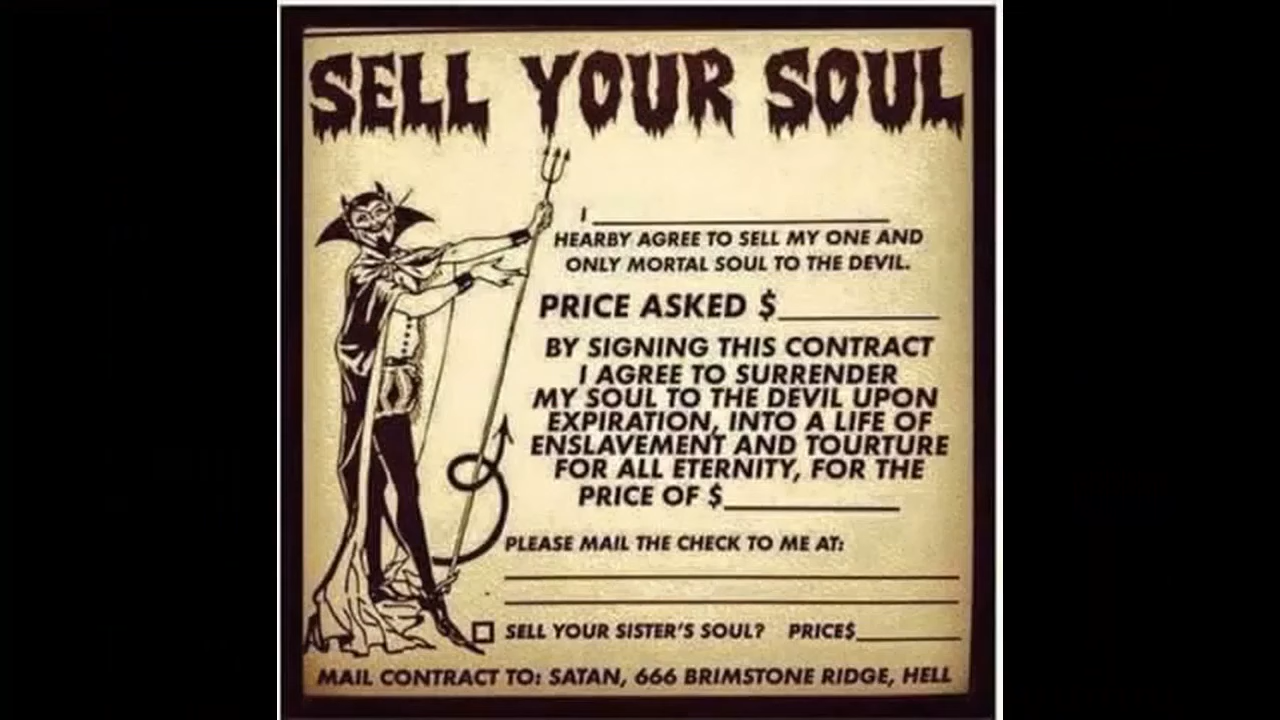 SELL YOUR SOUL
I
HEARBY AGREE TO SELL MY ONE AND
ONLY MORTAL SOUL TO THE DEVIL.
PRICE ASKED $
BY SIGNING THIS CONTRACT
I AGREE TO SURRENDER
MY SOUL TO THE DEVIL UPON
EXPIRATION, INTO A LIFE OF
ENSLAVEMENT AND TOURTURE
FOR ALL ETERNITY, FOR THE
PRICE OF $
PLEASE MAIL THE CHECK TO ME AT:
SELL YOUR SISTER'S SOUL? PRICE$
MAIL CONTRACT TO: SATAN, 666 BRIMSTONE RIDGE, HELL